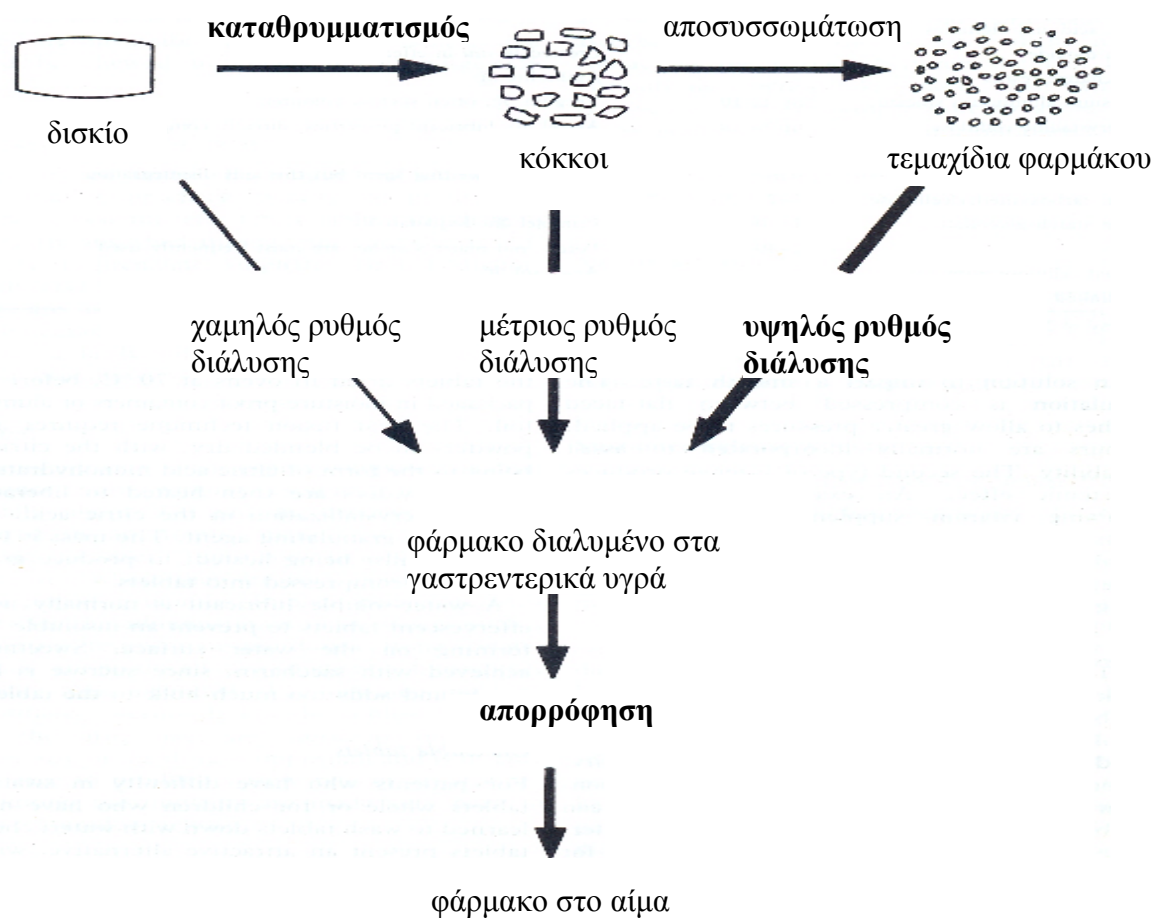 καταθρυμματισμός
αποσυσσωμάτωση
δισκίο
κόκκοι
τεμαχίδια φαρμάκου
χαμηλός ρυθμός
διάλυσης
μέτριος ρυθμός
διάλυσης
υψηλός ρυθμός
διάλυσης
φάρμακο διαλυμένο στα
γαστρεντερικά υγρά
απορρόφηση
φάρμακο στο αίμα